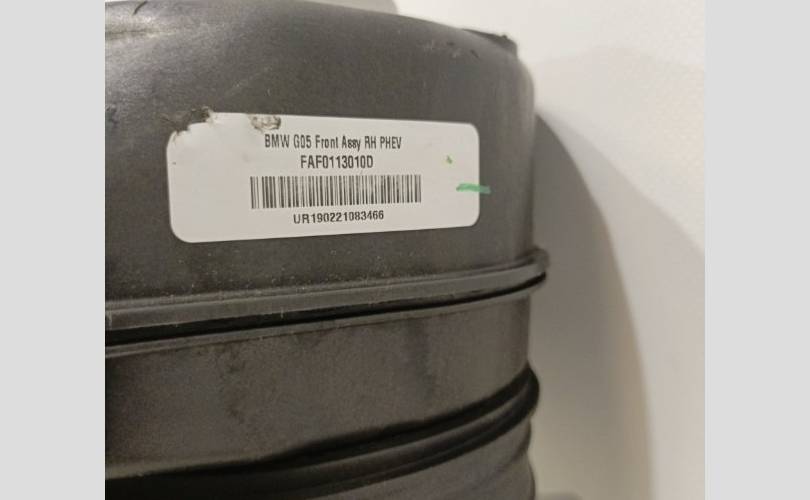 BMW G05 Front Assy RH PHEV
FAF0113010D
UR190221083466